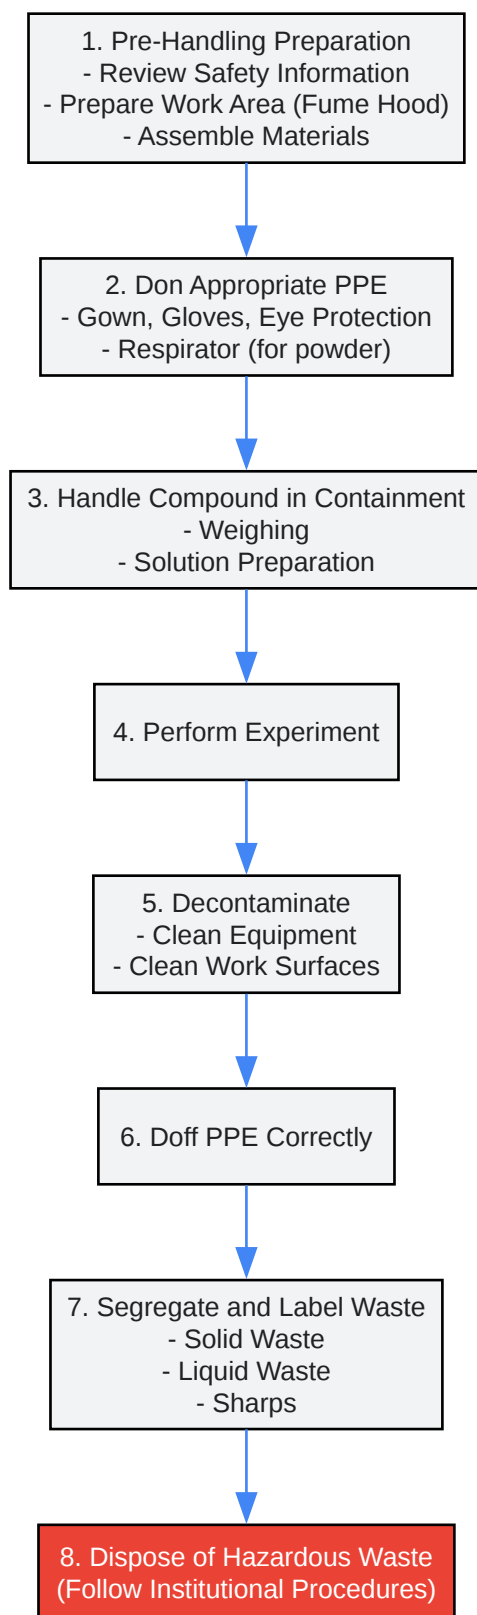 1. Pre-Handling Preparation
- Review Safety Information
- Prepare Work Area (Fume Hood)
- Assemble Materials
2. Don Appropriate PPE
- Gown, Gloves, Eye Protection
- Respirator (for powder)
3. Handle Compound in Containment
- Weighing
- Solution Preparation
4. Perform Experiment
5. Decontaminate
- Clean Equipment
- Clean Work Surfaces
6. Doff PPE Correctly
7. Segregate and Label Waste
- Solid Waste
- Liquid Waste
- Sharps
8. Dispose of Hazardous Waste
(Follow Institutional Procedures)